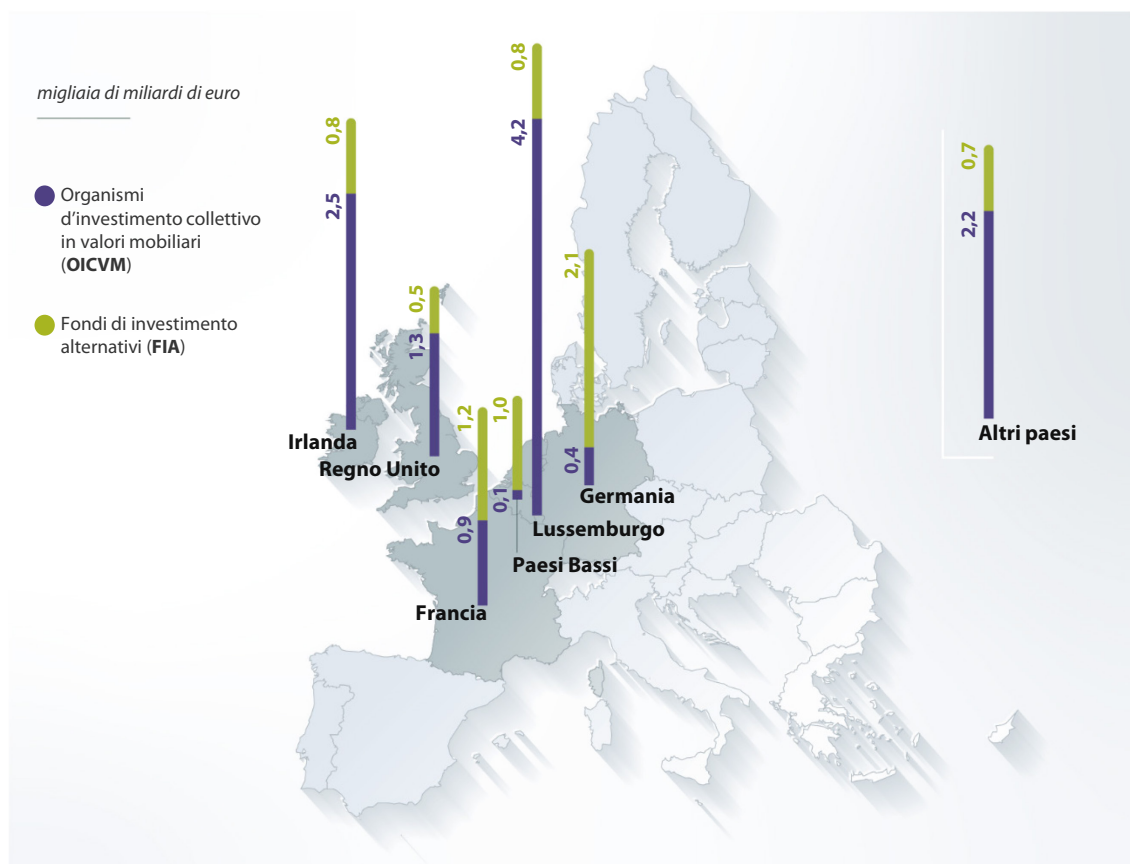 migliaia di miliardi di euro
Organismi
d'investimento collettivo
in valori mobiliari
(OICVM)
Fondi di investimento
alternativi (FIA)
0,8
2,5
Irlanda
0,5
1,3
Regno Unito
1,2
0,9
Francia
1,0
0,1
Paesi Bassi
0,8
4,2
Lussemburgo
2,1
0,4
Germania
0,7
2,2
Altri paesi